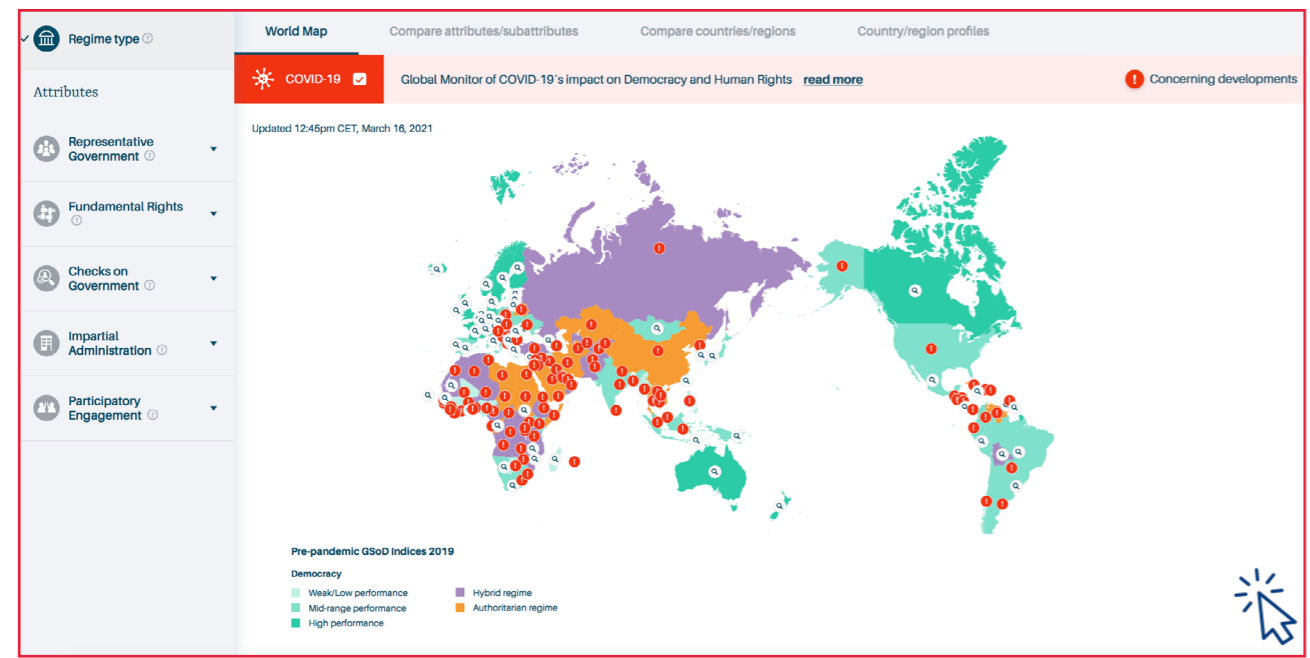 Regime type
World Map
Compare attributes/subattributes
Compare countries/regions
Country/region profiles
COVID-19
Global Monitor of COVID-19´s impact on Democracy and Human Rights read more
Concerning developments
Attributes
Updated 12:45pm CET, March 16, 2021
Representative
Government
Fundamental Rights
Checks on
Government
Impartial
Administration
Participatory
Engagement
Pre-pandemic GSoD Indices 2019
Democracy
Weak/Low performance
Hybrid regime
Mid-range performance
Authoritarian regime
High performance